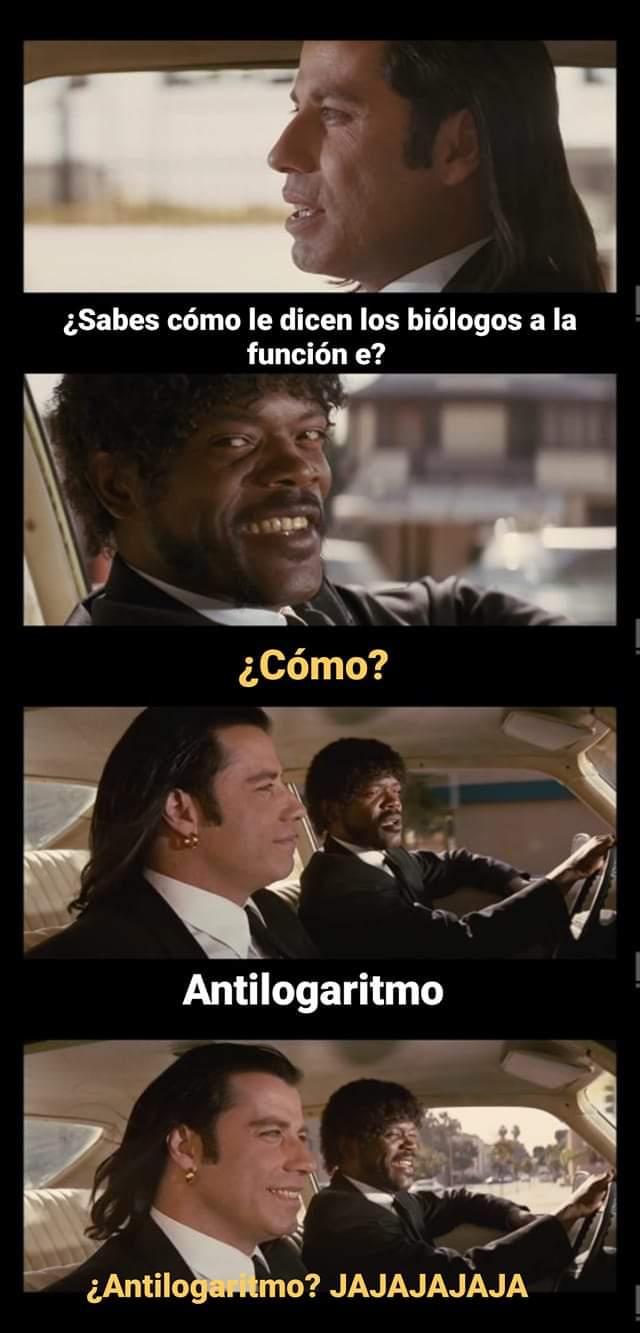 ¿Sabes cómo le dicen los biólogos a la
función e?
¿Cómo?
Antilogaritmo
¿Antilogaritmo? JAJAJAJAJA